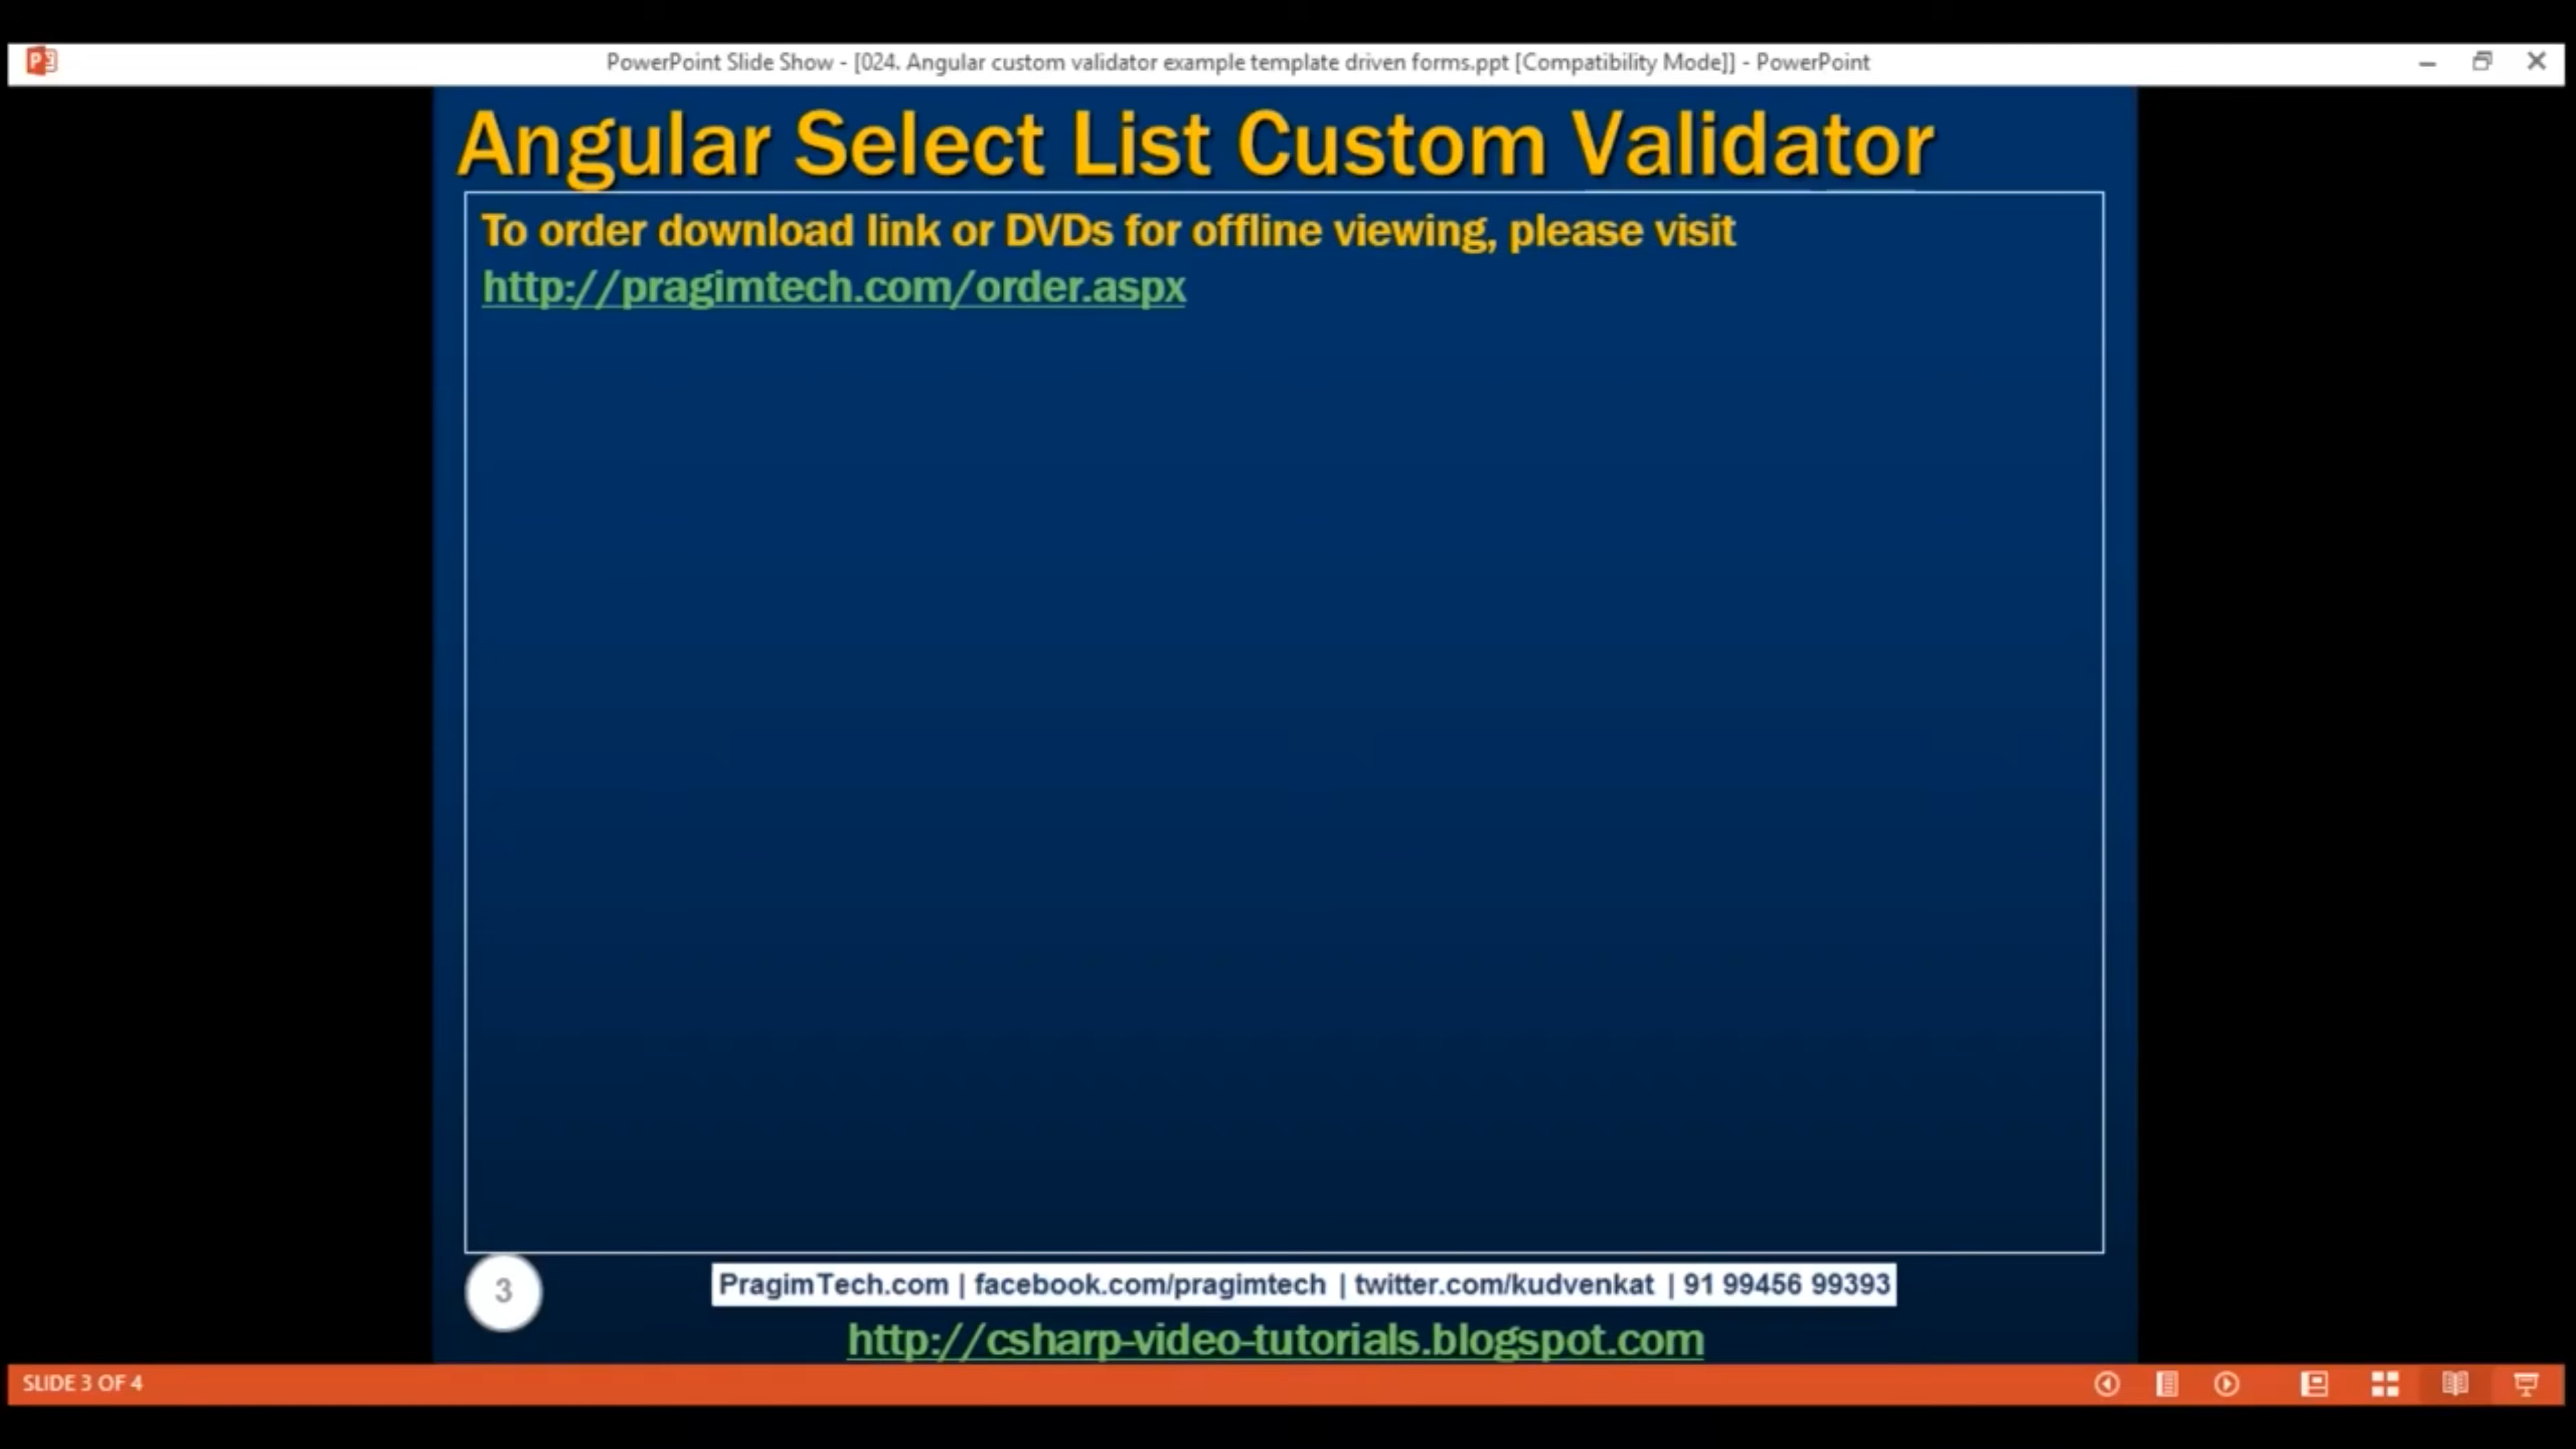 PowerPoint Slide Show - [024. Angular custom validator example template driven forms.ppt [Compatibility Mode]] - PowerPoint
Angular Select List Custom Validator
To order download link or DVDs for offline viewing, please visit
http://pragimtech.com/order.aspx
3
PragimTech.com | facebook.com/pragimtech | twitter.com/kudvenkat | 91 99456 99393
http://csharp-video-tutorials.blogspot.com
SLIDE 3 OF 4